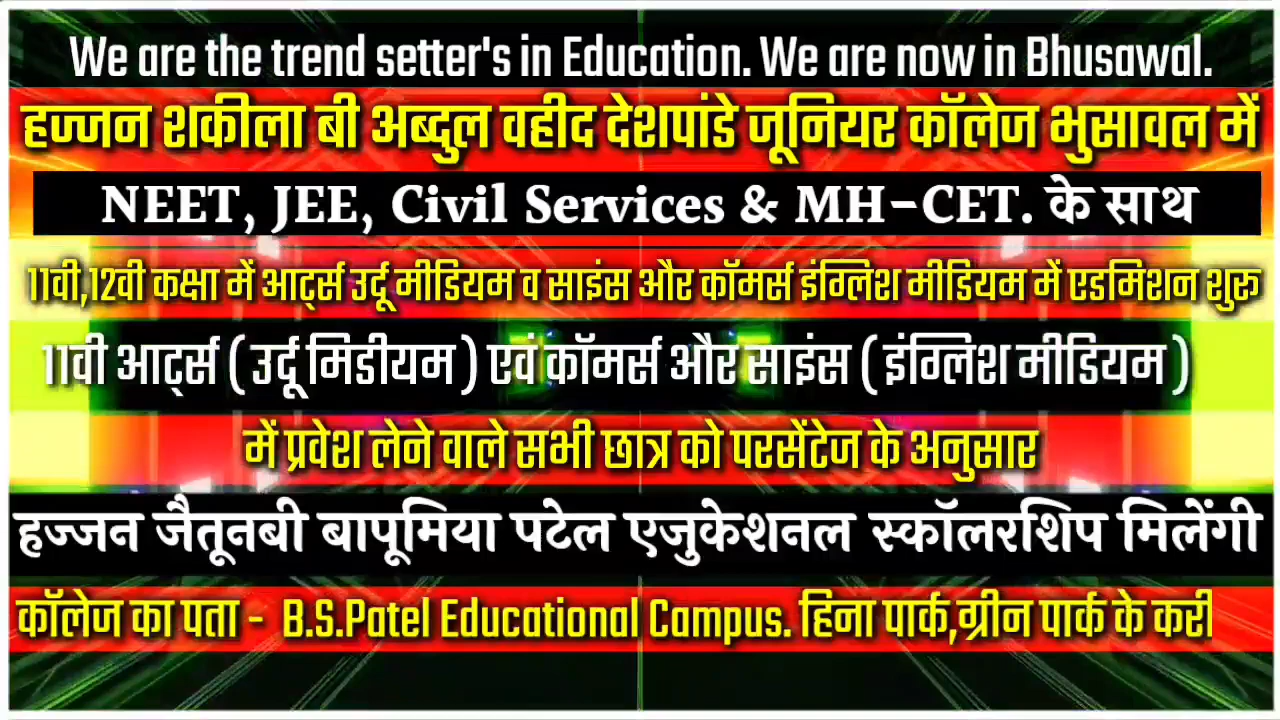 We are the trend setter's in Education. We are now in Bhusawal.
हज्जन शकीला बी अब्दुल वहीद देशपांडे जूनियर कॉलेज भुसावल में
NEET, JEE, Civil Services & MH-CET. के साथ
11वी,12वी कक्षा में आर्ट्स उर्दू मीडियम व साइंस और कॉमर्स इंग्लिश मीडियम में एडमिशन शुरू
11वी आर्ट्स ( उर्दू मिडीयम ) एवं कॉमर्स और साइंस ( इंग्लिश मीडियम )
में प्रवेश लेने वाले सभी छात्र को परसेंटेज के अनुसार
हज्जन जैतूनबी बापूमिया पटेल एजुकेशनल स्कॉलरशिप मिलेंगी
कॉलेज का पता - B.S.Patel Educational Campus. हिना पार्क,ग्रीन पार्क के करी